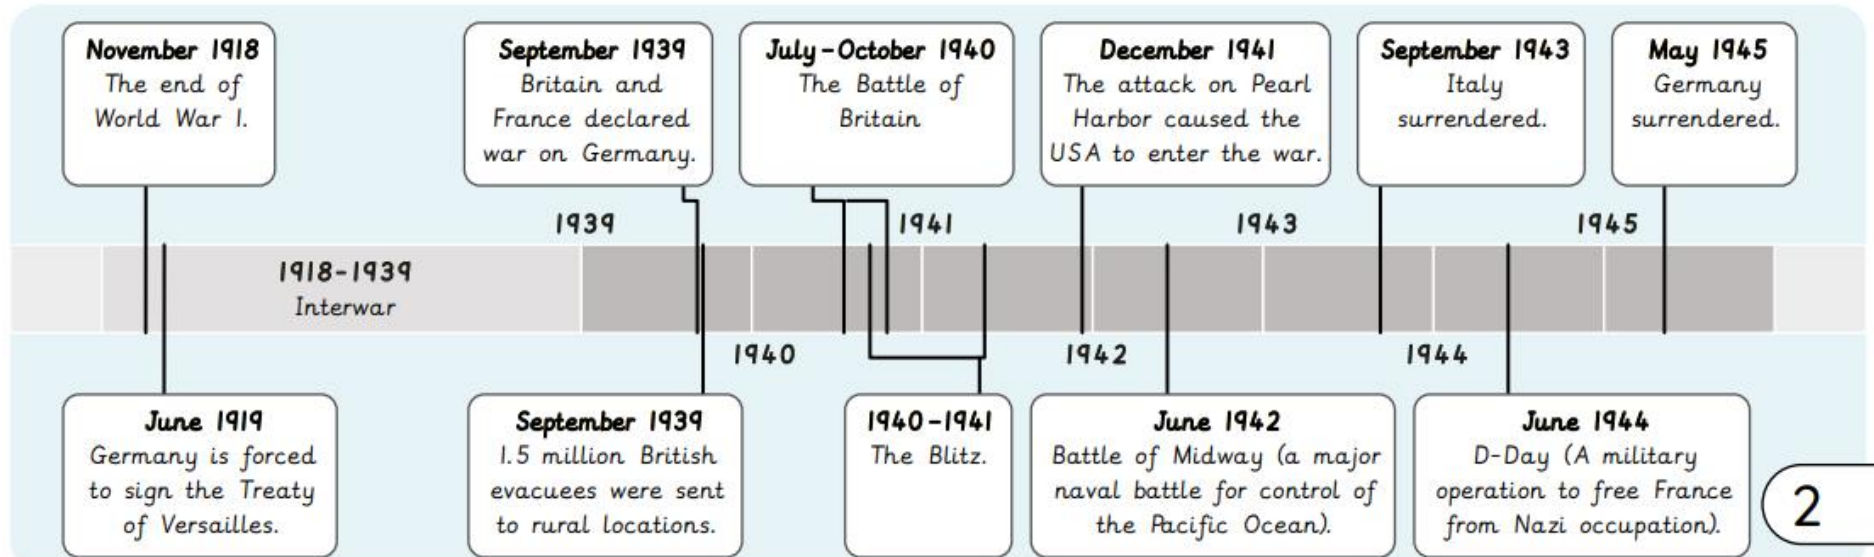 November 1918
The end of
World War I.
September 1939
Britain and
France declared
war on Germany.
July-October 1940
The Battle of
Britain
December 1941
The attack on Pearl
Harbor caused the
USA to enter the war.
September 1943
Italy
surrendered.
May 1945
Germany
surrendered.
1939
1941
1943
1945
1918-1939
Interwar
1940
1942
1944
June 1919
Germany is forced
to sign the Treaty
of Versailles.
September 1939
1.5 million British
evacuees were sent
to rural locations.
1940-1941
The Blitz.
June 1942
Battle of Midway (a major
naval battle for control of
the Pacific Ocean).
June 1944
D-Day (A military
operation to free France
from Nazi occupation).
2